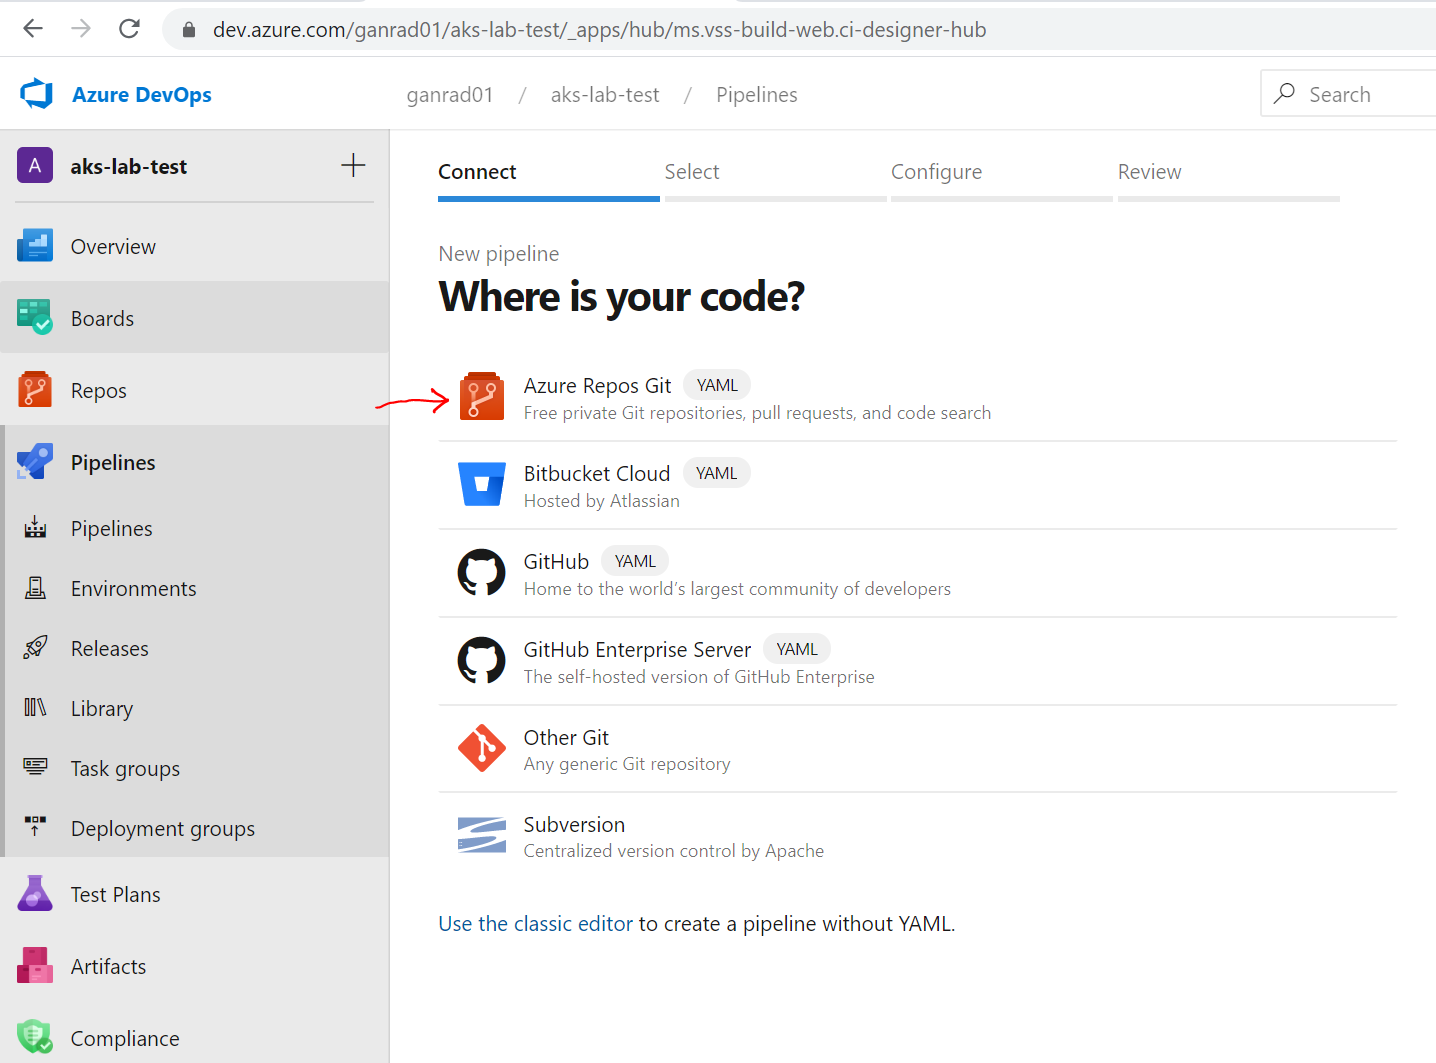 dev.azure.com/ganrad01/aks-lab-test/_apps/hub/ms.vss-build-web.ci-designer-hub
Azure DevOps
ganrad01 / aks-lab-test / Pipelines
Search
A aks-lab-test
Overview
Boards
Repos
Pipelines
Pipelines
Environments
Releases
Library
Task groups
Deployment groups
Test Plans
Artifacts
Compliance
Connect Select Configure Review
New pipeline
Where is your code?
Azure Repos Git YAML
Free private Git repositories, pull requests, and code search
Bitbucket Cloud YAML
Hosted by Atlassian
GitHub YAML
Home to the world’s largest community of developers
GitHub Enterprise Server YAML
The self-hosted version of GitHub Enterprise
Other Git
Any generic Git repository
Subversion
Centralized version control by Apache
Use the classic editor to create a pipeline without YAML.